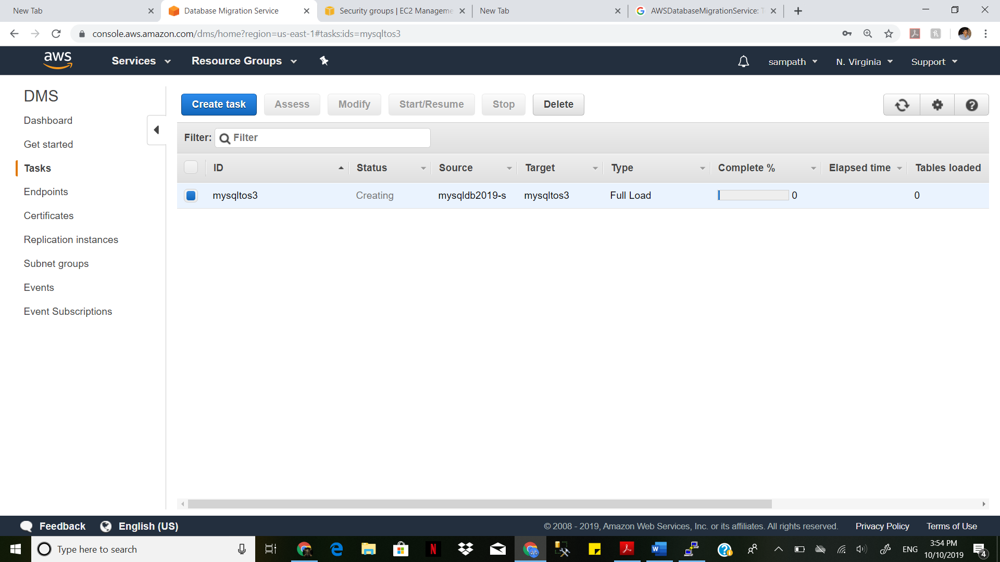 New Tab
Database Migration Service
Security groups | EC2 Manageme
New Tab
AWSDatabaseMigrationService: T
console.aws.amazon.com/dms/home?region=us-east-1#tasks:ids=mysqltos3
aws
Services
Resource Groups
sampath
N. Virginia
Support
DMS
Dashboard
Get started
Tasks
Endpoints
Certificates
Replication instances
Subnet groups
Events
Event Subscriptions
Create task Assess Modify Start/Resume Stop Delete
Filter: Filter
ID Status Source Target Type Complete % Elapsed time Tables loaded
mysqltos3 Creating mysqldb2019-s mysqltos3 Full Load 0 0
Feedback English (US)
© 2008 - 2019, Amazon Web Services, Inc. or its affiliates. All rights reserved. Privacy Policy Terms of Use
Type here to search
ENG
3:54 PM
10/10/2019
4